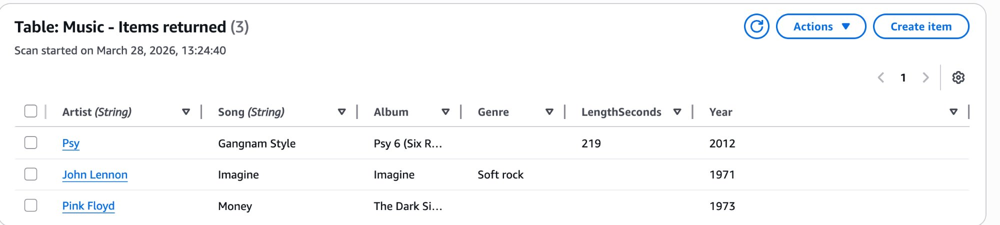 Table: Music - Items returned (3)
Actions
Create item
Scan started on March 28, 2026, 13:24:40
1
Artist (String) Song (String) Album Genre LengthSeconds Year
Psy Gangnam Style Psy 6 (Six R... 219 2012
John Lennon Imagine Imagine Soft rock 1971
Pink Floyd Money The Dark Si... 1973